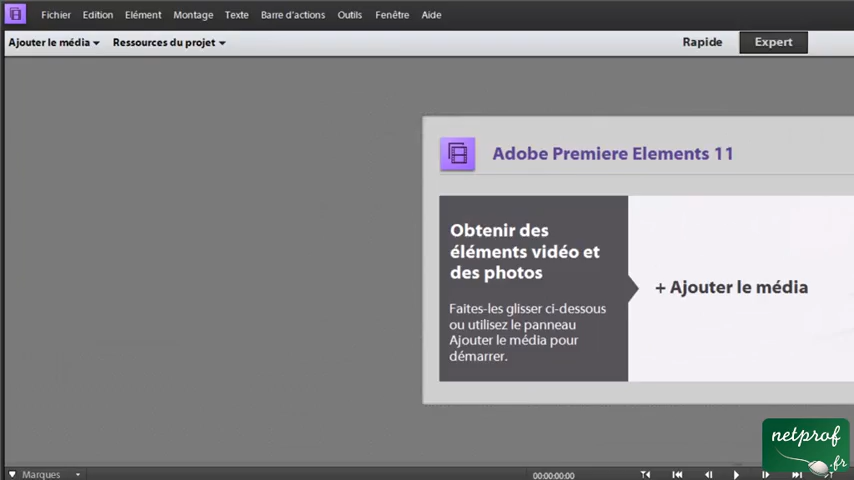 Fichier Edition Elément Montage Texte Barre d'actions Outils Fenêtre Aide
Ajouter le média Ressources du projet Rapide Expert
Adobe Premiere Elements 11
Obtenir des
éléments vidéo et
des photos
+ Ajouter le média
Faites-les glisser ci-dessous
ou utilisez le panneau
Ajouter le média pour
démarrer.
netprof
.fr
Marques 00:00:00:00